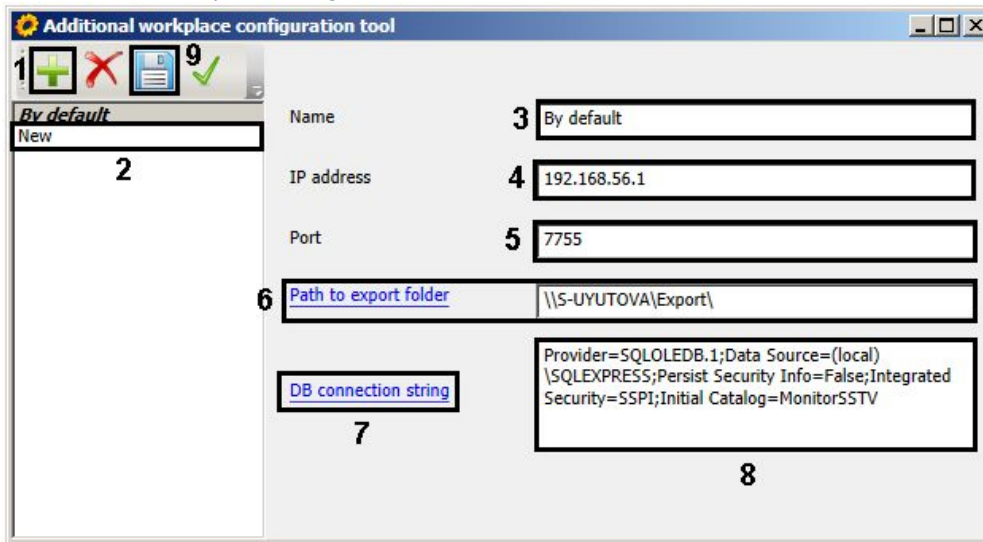 Additional workplace configuration tool
1
9
By default
New
2
Name
3
By default
IP address
4
192.168.56.1
Port
5
7755
6
Path to export folder
\\S-UYUTOVA\Export\
DB connection string
7
Provider=SQLOLEDB.1;Data Source=(local)
\SQLEXPRESS;Persist Security Info=False;Integrated
Security=SSPI;Initial Catalog=MonitorSSTV
8